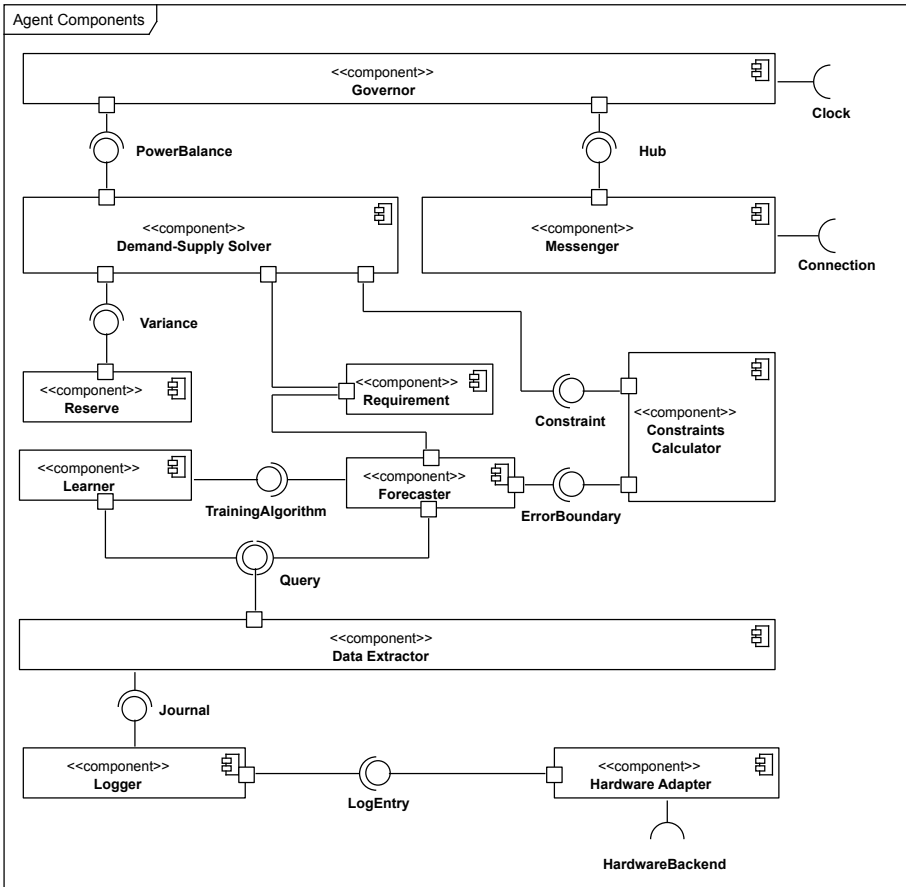 Agent Components
<<component>>
Governor
Clock
PowerBalance
Hub
<<component>>
Demand-Supply Solver
<<component>>
Messenger
Connection
Variance
<<component>>
Reserve
<<component>>
Requirement
Constraint
<<component>>
Constraints
Calculator
<<component>>
Learner
TrainingAlgorithm
<<component>>
Forecaster
ErrorBoundary
Query
<<component>>
Data Extractor
Journal
<<component>>
Logger
LogEntry
<<component>>
Hardware Adapter
HardwareBackend